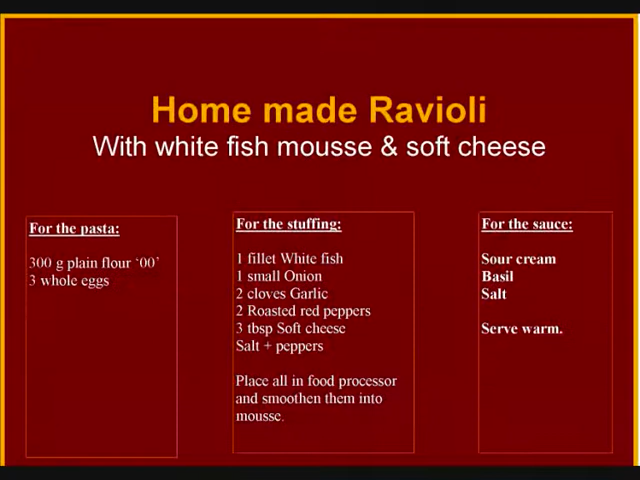 Home made Ravioli
With white fish mousse & soft cheese
For the pasta:
300 g plain flour ‘00’
3 whole eggs
For the stuffing:
1 fillet White fish
1 small Onion
2 cloves Garlic
2 Roasted red peppers
3 tbsp Soft cheese
Salt + peppers
Place all in food processor
and smoothen them into
mousse.
For the sauce:
Sour cream
Basil
Salt
Serve warm.